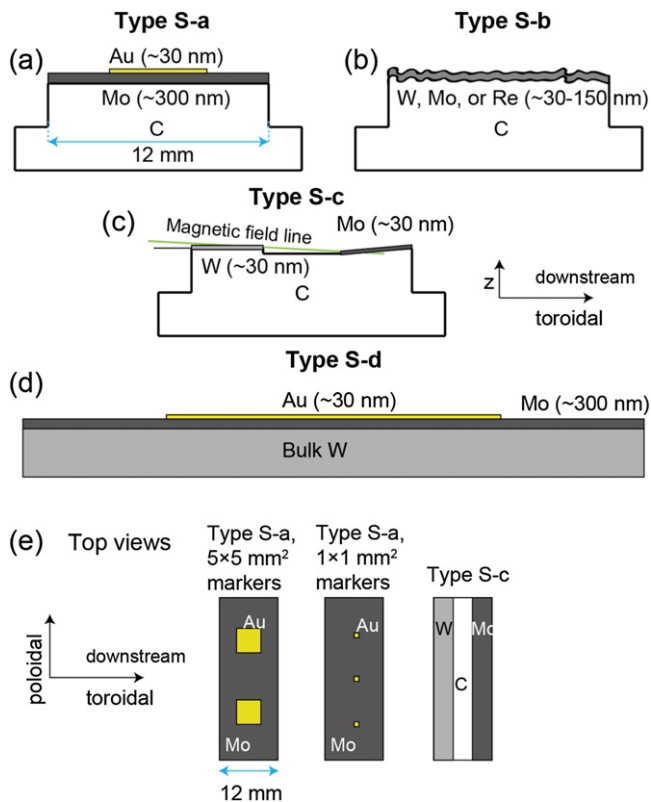 Type S-a
(a)
Au (~30 nm)
Mo (~300 nm)
C
12 mm
Type S-b
(b)
W, Mo, or Re (~30-150 nm)
C
Type S-c
(c)
Magnetic field line
Mo (~30 nm)
W (~30 nm)
C
z
downstream
toroidal
Type S-d
(d)
Au (~30 nm)
Mo (~300 nm)
Bulk W
(e)
Top views
poloidal
downstream
toroidal
Type S-a,
5×5 mm²
markers
Au
Mo
12 mm
Type S-a,
1×1 mm²
markers
Au
Mo
Type S-c
W
C
Mo